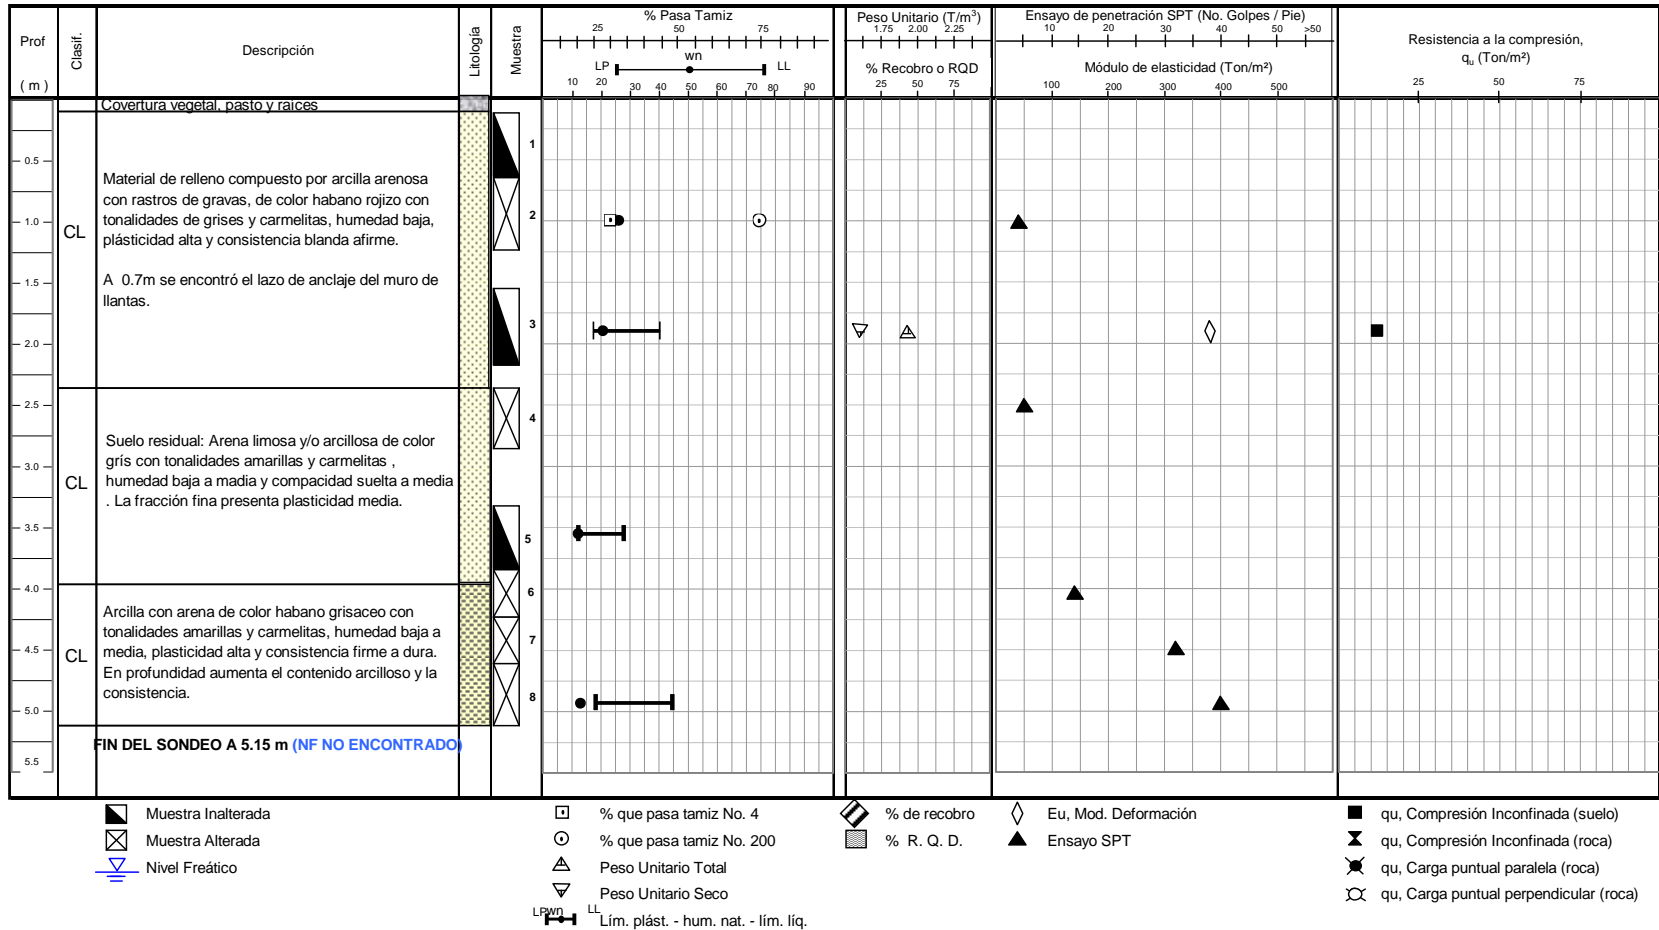 % Pasa Tamiz
Peso Unitario (T/m³)
Ensayo de penetración SPT (No. Golpes / Pie)
25 50 75
1.75 2.00 2.25
10 20 30 40 50 >50
Prof
( m )
Clasif.
Descripción
Litología
Muestra
LP wn LL
% Recobro o RQD
Módulo de elasticidad (Ton/m²)
Resistencia a la compresión,
qu (Ton/m²)
10 20 30 40 50 60 70 80 90
25 50 75
100 200 300 400 500
25 50 75
Covertura vegetal, pasto y raíces
0.5
1.0
1.5
2.0
2.5
3.0
3.5
4.0
4.5
5.0
5.5
CL
Material de relleno compuesto por arcilla arenosa
con rastros de gravas, de color habano rojizo con
tonalidades de grises y carmelitas, humedad baja,
plásticidad alta y consistencia blanda afirme.
A 0.7m se encontró el lazo de anclaje del muro de
llantas.
1
2
3
CL
Suelo residual: Arena limosa y/o arcillosa de color
grís con tonalidades amarillas y carmelitas ,
humedad baja a madia y compacidad suelta a media
. La fracción fina presenta plasticidad media.
4
5
CL
Arcilla con arena de color habano grisaceo con
tonalidades amarillas y carmelitas, humedad baja a
media, plasticidad alta y consistencia firme a dura.
En profundidad aumenta el contenido arcilloso y la
consistencia.
6
7
8
FIN DEL SONDEO A 5.15 m (NF NO ENCONTRADO)
Muestra Inalterada
Muestra Alterada
Nivel Freático
% que pasa tamiz No. 4
% que pasa tamiz No. 200
Peso Unitario Total
Peso Unitario Seco
LP wn LL
Lím. plást. - hum. nat. - lím. líq.
% de recobro
% R. Q. D.
Eu, Mod. Deformación
Ensayo SPT
qu, Compresión Inconfinada (suelo)
qu, Compresión Inconfinada (roca)
qu, Carga puntual paralela (roca)
qu, Carga puntual perpendicular (roca)